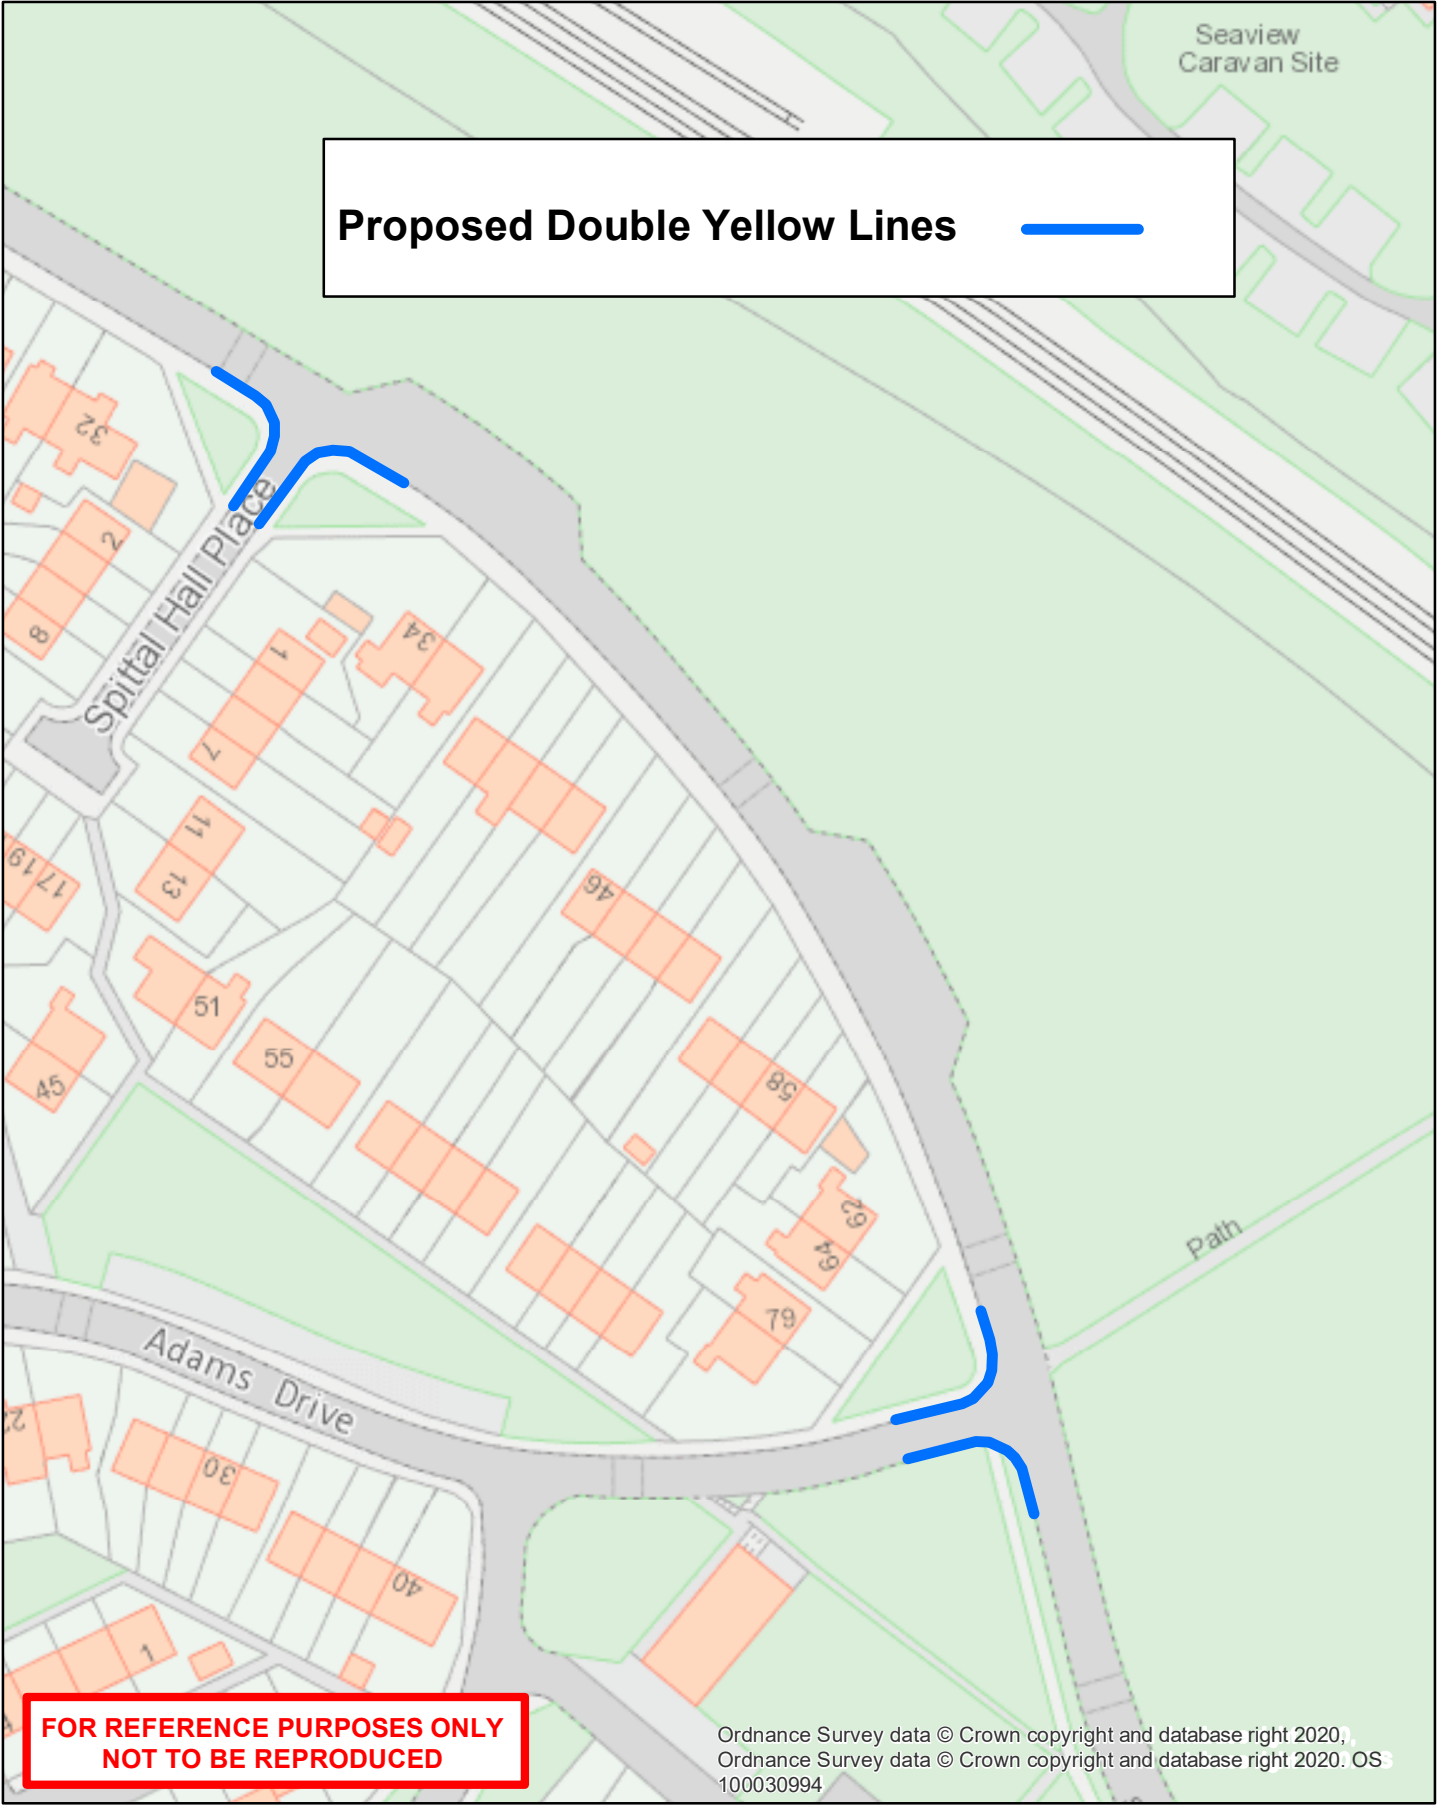 Seaview
Caravan Site
Proposed Double Yellow Lines
32
2
8
Spittal Hall Place
34
1
7
11
13
19
17
46
51
55
45
58
62
64
79
Path
Adams Drive
30
40
1
FOR REFERENCE PURPOSES ONLY
NOT TO BE REPRODUCED
Ordnance Survey data © Crown copyright and database right 2020,
Ordnance Survey data © Crown copyright and database right 2020. OS
100030994